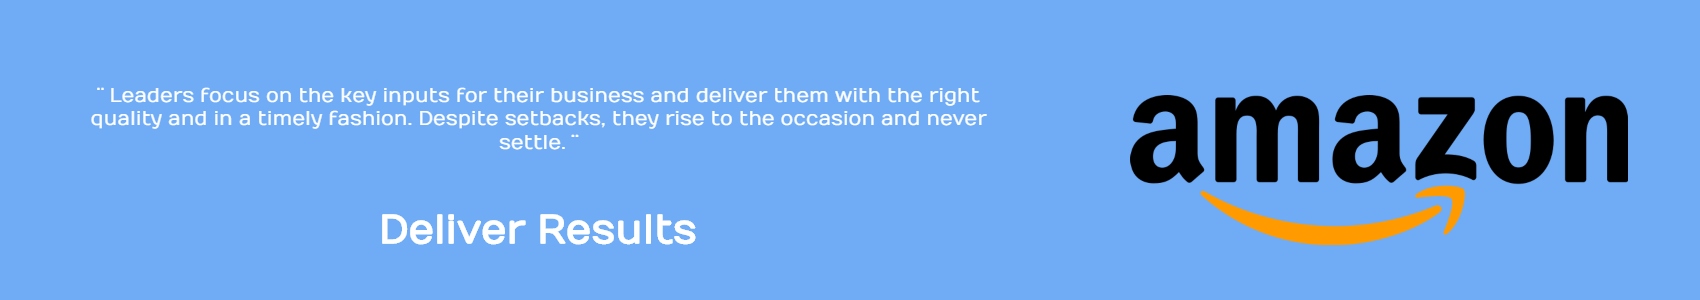 ¨ Leaders focus on the key inputs for their business and deliver them with the right
quality and in a timely fashion. Despite setbacks, they rise to the occasion and never
settle. ¨
Deliver Results
amazon